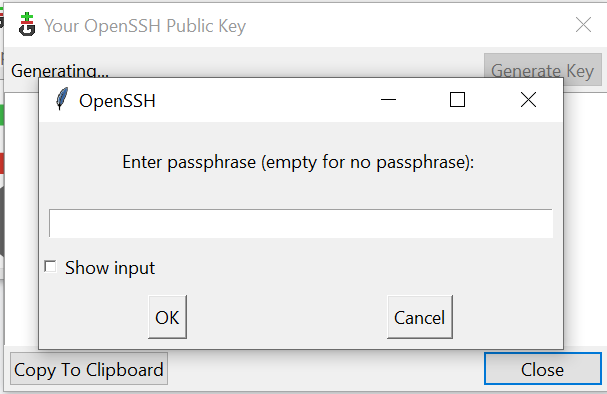 Your OpenSSH Public Key
Generating...
Generate Key
OpenSSH
Enter passphrase (empty for no passphrase):
Show input
OK
Cancel
Copy To Clipboard
Close